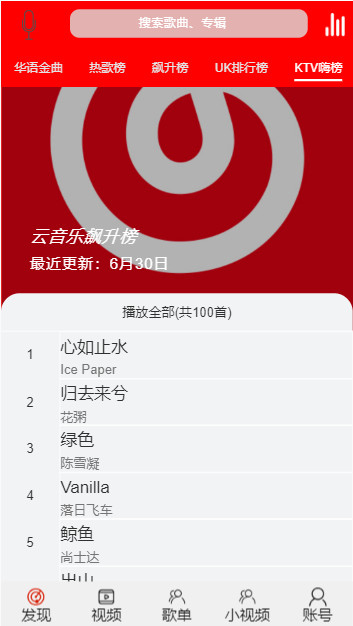 搜索歌曲、专辑
华语金曲 热歌榜 飙升榜 UK排行榜 KTV嗨榜
云音乐飙升榜
最近更新：6月30日
播放全部(共100首)
1 心如止水
Ice Paper
2 归去来兮
花粥
3 绿色
陈雪凝
4 Vanilla
落日飞车
5 鲸鱼
尚士达
出山
发现 视频 歌单 小视频 账号